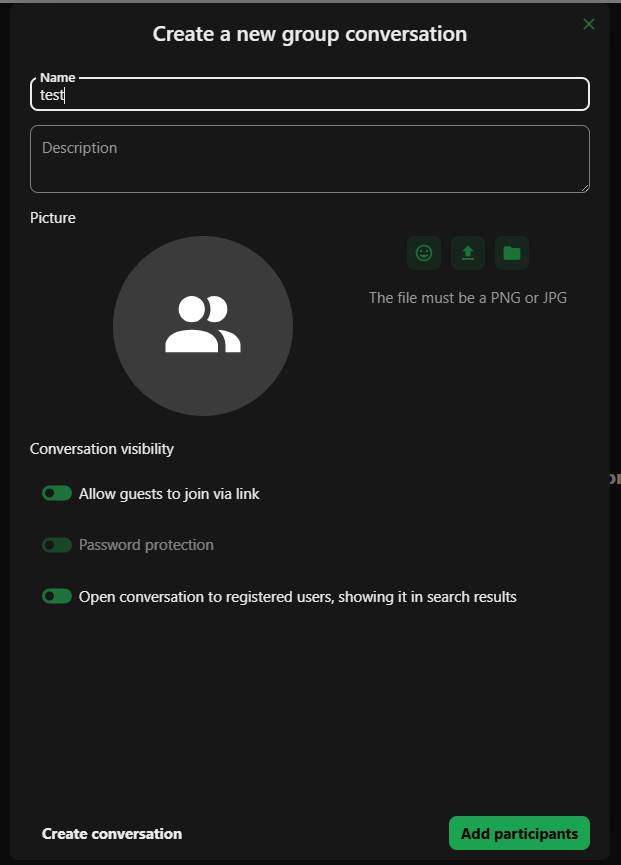 Create a new group conversation
Name
test
Description
Picture
The file must be a PNG or JPG
Conversation visibility
Allow guests to join via link
Password protection
Open conversation to registered users, showing it in search results
Create conversation
Add participants